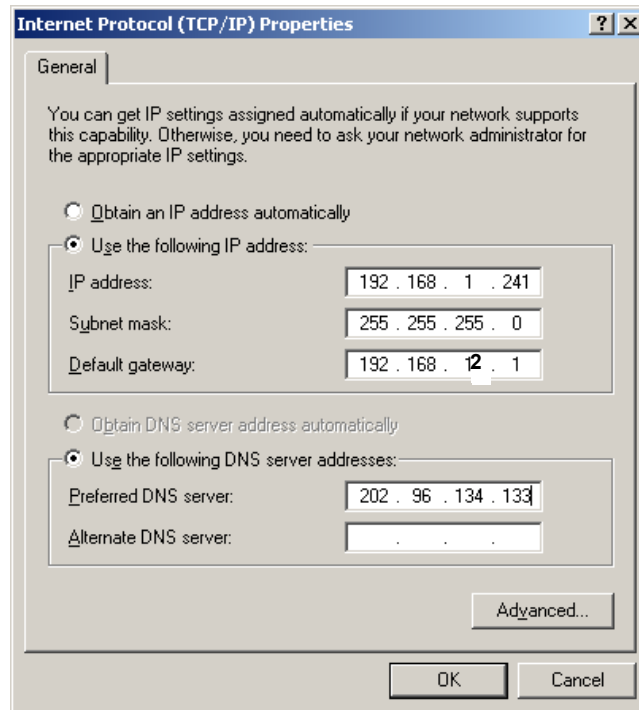 Internet Protocol (TCP/IP) Properties
General
You can get IP settings assigned automatically if your network supports
this capability. Otherwise, you need to ask your network administrator for
the appropriate IP settings.
Obtain an IP address automatically
Use the following IP address:
IP address: 192 . 168 . 1 . 241
Subnet mask: 255 . 255 . 255 . 0
Default gateway: 192 . 168 . 12 . 1
Obtain DNS server address automatically
Use the following DNS server addresses:
Preferred DNS server: 202 . 96 . 134 . 133
Alternate DNS server: . . .
Advanced...
OK Cancel